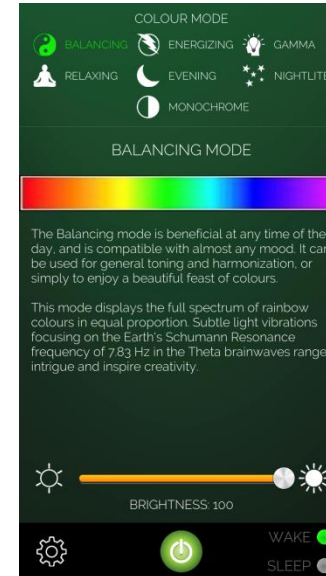 COLOUR MODE
BALANCING ENERGIZING GAMMA
RELAXING EVENING NIGHTLITE
MONOCHROME
BALANCING MODE
The Balancing mode is beneficial at any time of the
day, and is compatible with almost any mood. It can
be used for general toning and harmonization, or
simply to enjoy a beautiful feast of colours.
This mode displays the full spectrum of rainbow
colours in equal proportion. Subtle light vibrations
focusing on the Earth's Schumann Resonance
frequency of 7.83 Hz in the Theta brainwaves range
intrigue and inspire creativity.
BRIGHTNESS: 100
WAKE
SLEEP